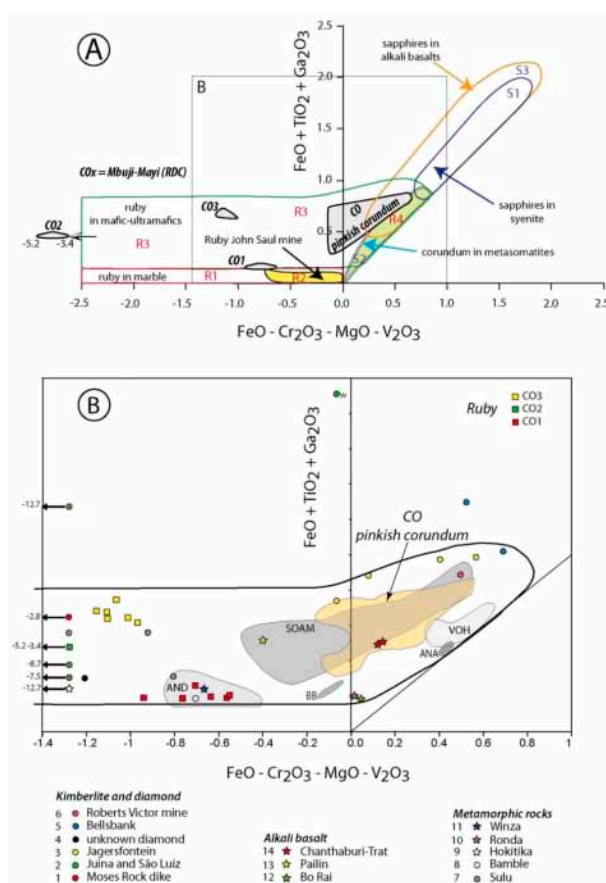 A
FeO + TiO2 + Ga2O3
2.5
2.0
1.5
1.0
0.5
0.0
B
sapphires in
alkali basalts
S3
S1
COx = Mbuji-Mayi (RDC)
CO2
-5.2
-3.4
ruby
in mafic-ultramafics
R3
CO3
R3
CO
pinkish corundum
R4
sapphires in
syenite
Ruby John Saul mine
corundum in metasomatites
CO1
ruby in marble
R1
R2
-2.5
-2.0
-1.5
-1.0
-0.5
0.0
0.5
1.0
1.5
2.0
2.5
FeO - Cr2O3 - MgO - V2O3
B
FeO + TiO2 + Ga2O3
w
Ruby
CO3
CO2
CO1
CO
pinkish corundum
-2.8
-5.2 -3.4
-7.5
-12.7
SOAM
VOH
ANA
AND
BB
-1.4
-1.2
-1
-0.8
-0.6
-0.4
-0.2
0
0.2
0.4
0.6
0.8
1
FeO - Cr2O3 - MgO - V2O3
Kimberlite and diamond
6 Roberts Victor mine
5 Bellsbank
4 unknown diamond
3 Jagersfontein
2 Juina and São Luiz
1 Moses Rock dike
Alkali basalt
14 Chanthaburi-Trat
13 Pailin
12 Bo Rai
Metamorphic rocks
11 Winza
10 Ronda
9 Hokitika
8 Bamble
7 Sulu